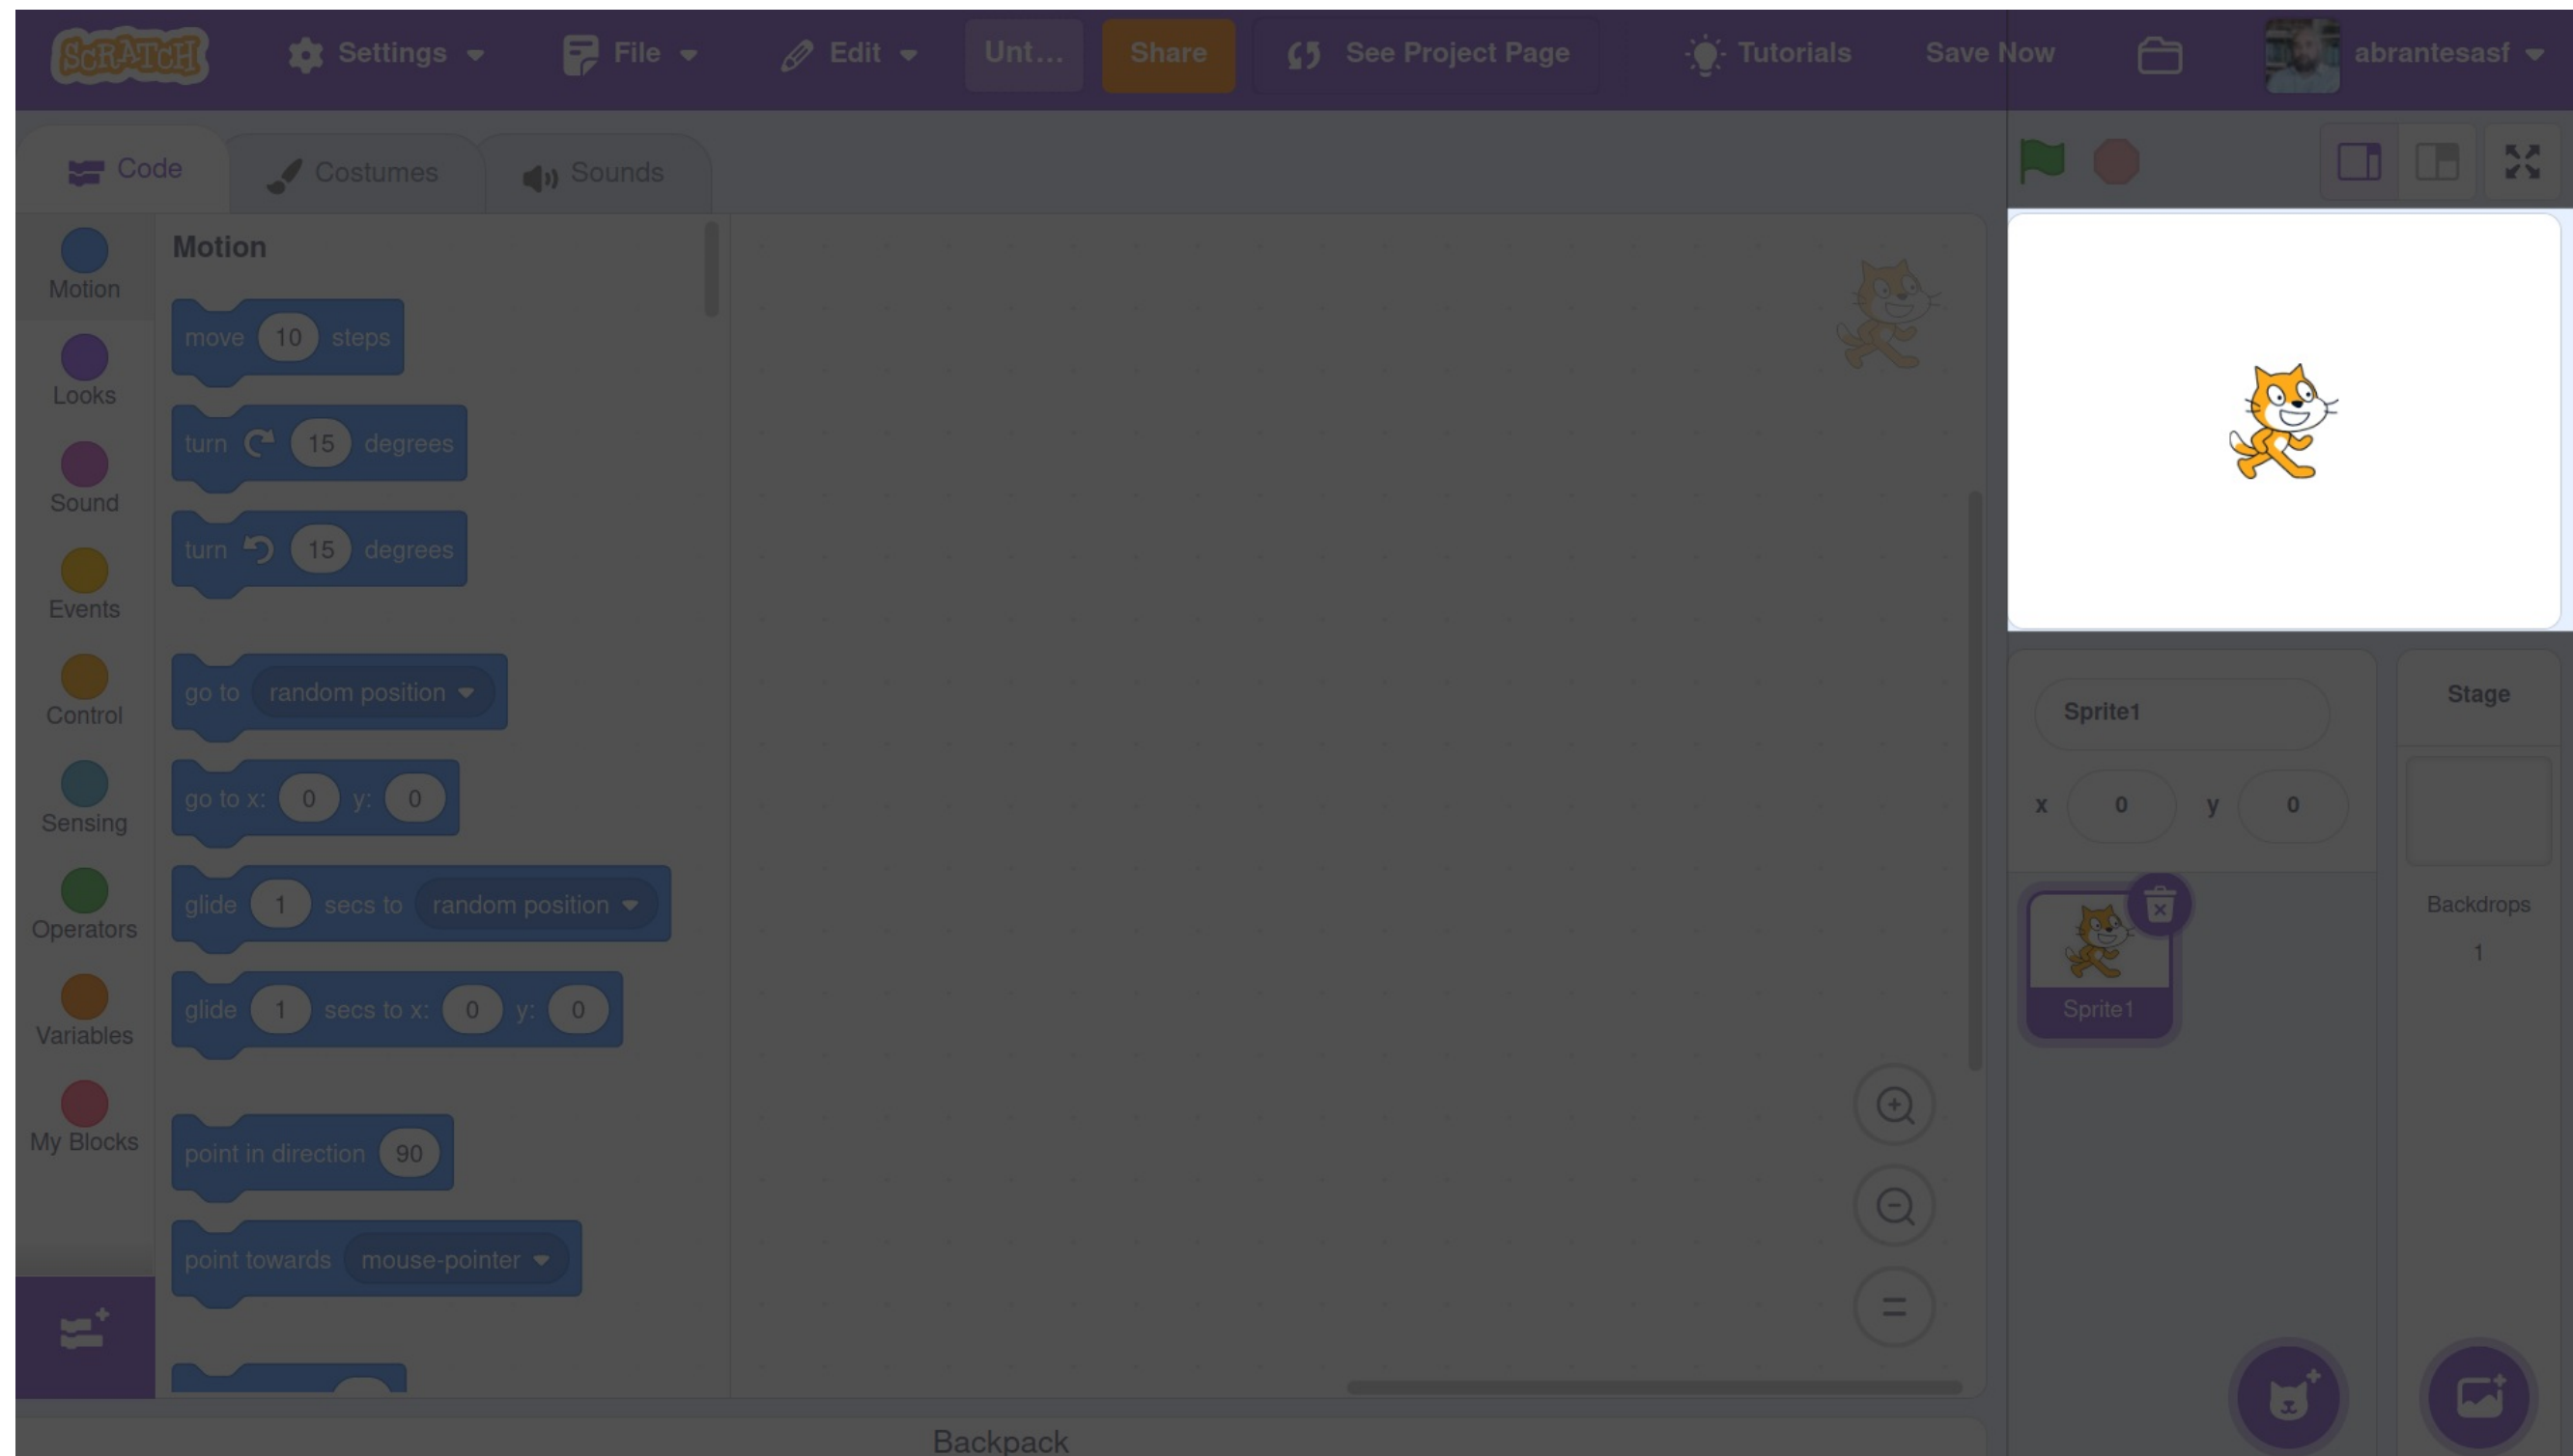 SCRATCH Settings File Edit Unt... Share See Project Page Tutorials Save Now abrantesasf
Code Costumes Sounds
Motion
Looks
Sound
Events
Control
Sensing
Operators
Variables
My Blocks
Motion
move 10 steps
turn 15 degrees
turn 15 degrees
go to random position
go to x: 0 y: 0
glide 1 secs to random position
glide 1 secs to x: 0 y: 0
point in direction 90
point towards mouse-pointer
Backpack
Sprite1
x 0 y 0
Sprite1
Stage
Backdrops
1